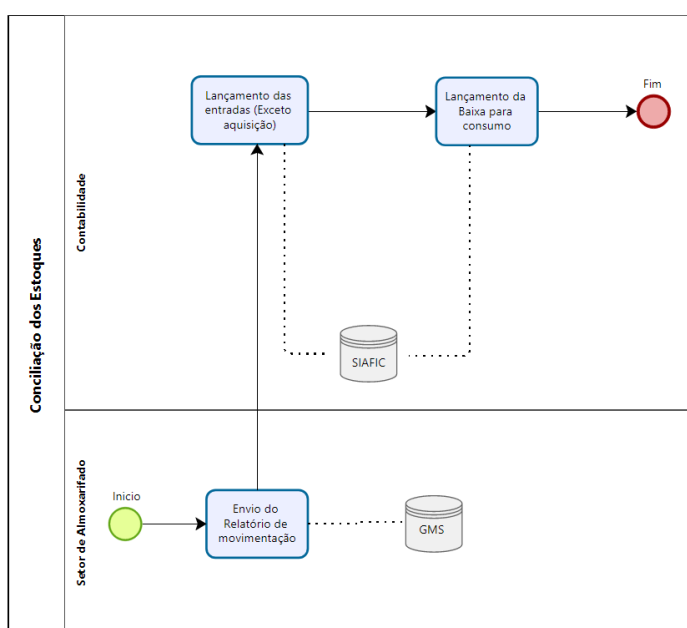 Conciliação dos Estoques
Contabilidade
Lançamento das
entradas (Exceto
aquisição)
Lançamento da
Baixa para
consumo
Fim
SIAFIC
Setor de Almoxarifado
Inicio
Envio do
Relatório de
movimentação
GMS